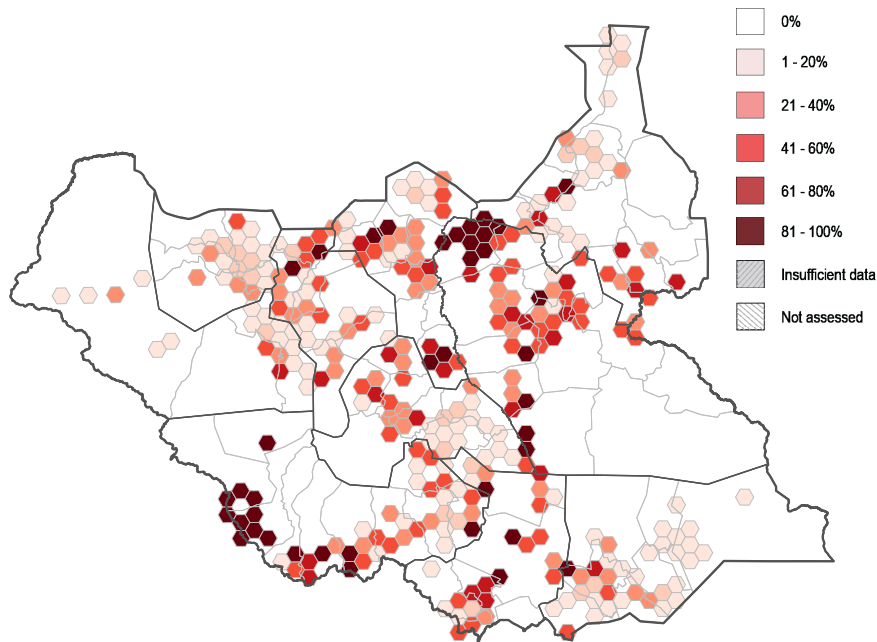 0%
1 - 20%
21 - 40%
41 - 60%
61 - 80%
81 - 100%
Insufficient data
Not assessed